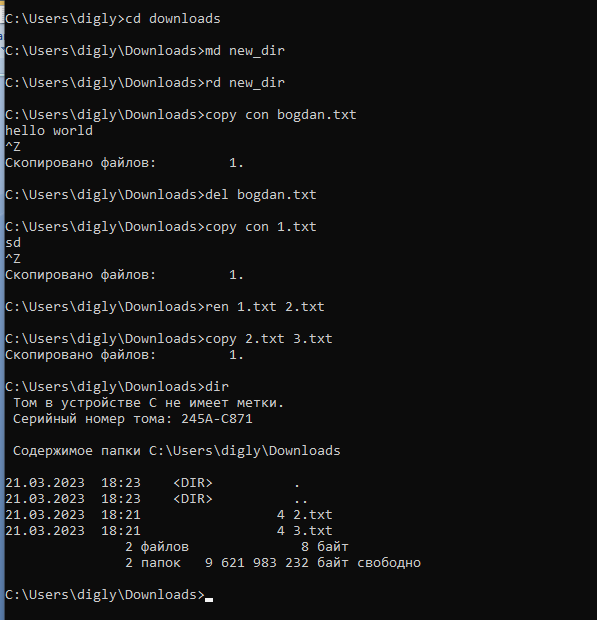 C:\Users\digly>cd downloads
C:\Users\digly\Downloads>md new_dir
C:\Users\digly\Downloads>rd new_dir
C:\Users\digly\Downloads>copy con bogdan.txt
hello world
^Z
Скопировано файлов:         1.
C:\Users\digly\Downloads>del bogdan.txt
C:\Users\digly\Downloads>copy con 1.txt
sd
^Z
Скопировано файлов:         1.
C:\Users\digly\Downloads>ren 1.txt 2.txt
C:\Users\digly\Downloads>copy 2.txt 3.txt
Скопировано файлов:         1.
C:\Users\digly\Downloads>dir
Том в устройстве C не имеет метки.
Серийный номер тома: 245A-C871
Содержимое папки C:\Users\digly\Downloads
21.03.2023  18:23    <DIR>          .
21.03.2023  18:23    <DIR>          ..
21.03.2023  18:21                 4 2.txt
21.03.2023  18:21                 4 3.txt
2 файлов              8 байт
2 папок   9 621 983 232 байт свободно
C:\Users\digly\Downloads>